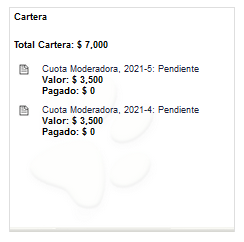 Cartera
Total Cartera: $ 7,000
Cuota Moderadora, 2021-5: Pendiente
Valor: $ 3,500
Pagado: $ 0
Cuota Moderadora, 2021-4: Pendiente
Valor: $ 3,500
Pagado: $ 0